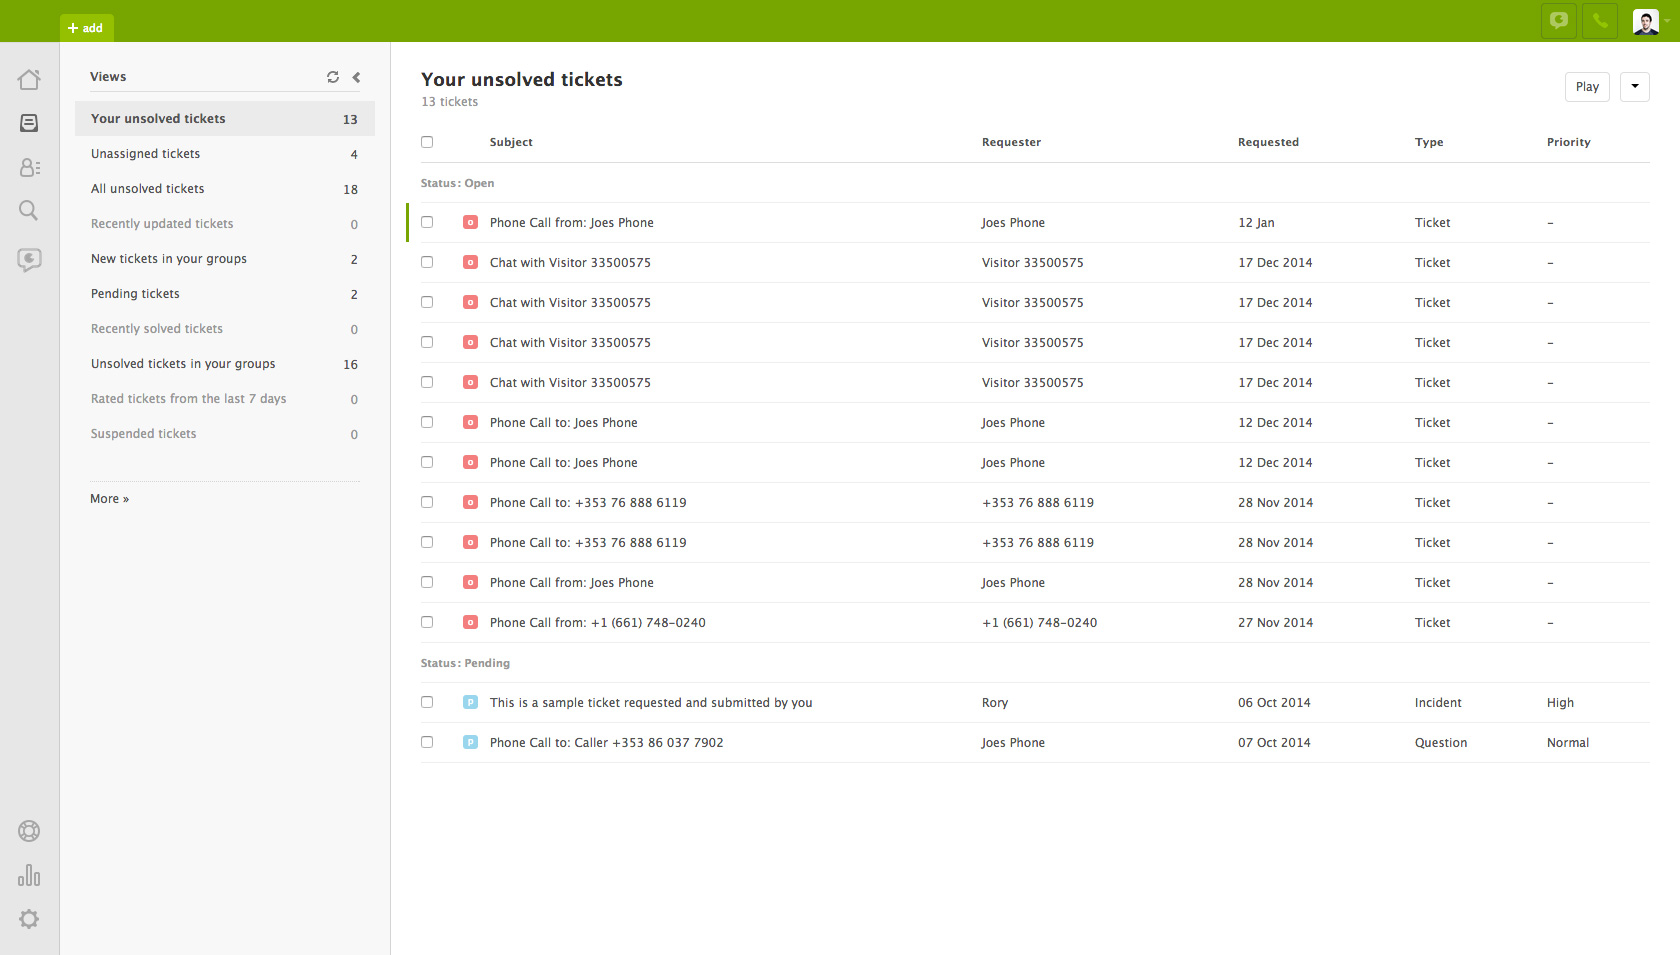 + add
Views
Your unsolved tickets 13
Unassigned tickets 4
All unsolved tickets 18
Recently updated tickets 0
New tickets in your groups 2
Pending tickets 2
Recently solved tickets 0
Unsolved tickets in your groups 16
Rated tickets from the last 7 days 0
Suspended tickets 0
More »
Your unsolved tickets
13 tickets
Play
Subject Requester Requested Type Priority
Status: Open
o Phone Call from: Joes Phone Joes Phone 12 Jan Ticket –
o Chat with Visitor 33500575 Visitor 33500575 17 Dec 2014 Ticket –
o Chat with Visitor 33500575 Visitor 33500575 17 Dec 2014 Ticket –
o Chat with Visitor 33500575 Visitor 33500575 17 Dec 2014 Ticket –
o Chat with Visitor 33500575 Visitor 33500575 17 Dec 2014 Ticket –
o Phone Call to: Joes Phone Joes Phone 12 Dec 2014 Ticket –
o Phone Call to: Joes Phone Joes Phone 12 Dec 2014 Ticket –
o Phone Call to: +353 76 888 6119 +353 76 888 6119 28 Nov 2014 Ticket –
o Phone Call to: +353 76 888 6119 +353 76 888 6119 28 Nov 2014 Ticket –
o Phone Call from: Joes Phone Joes Phone 28 Nov 2014 Ticket –
o Phone Call from: +1 (661) 748-0240 +1 (661) 748-0240 27 Nov 2014 Ticket –
Status: Pending
p This is a sample ticket requested and submitted by you Rory 06 Oct 2014 Incident High
p Phone Call to: Caller +353 86 037 7902 Joes Phone 07 Oct 2014 Question Normal